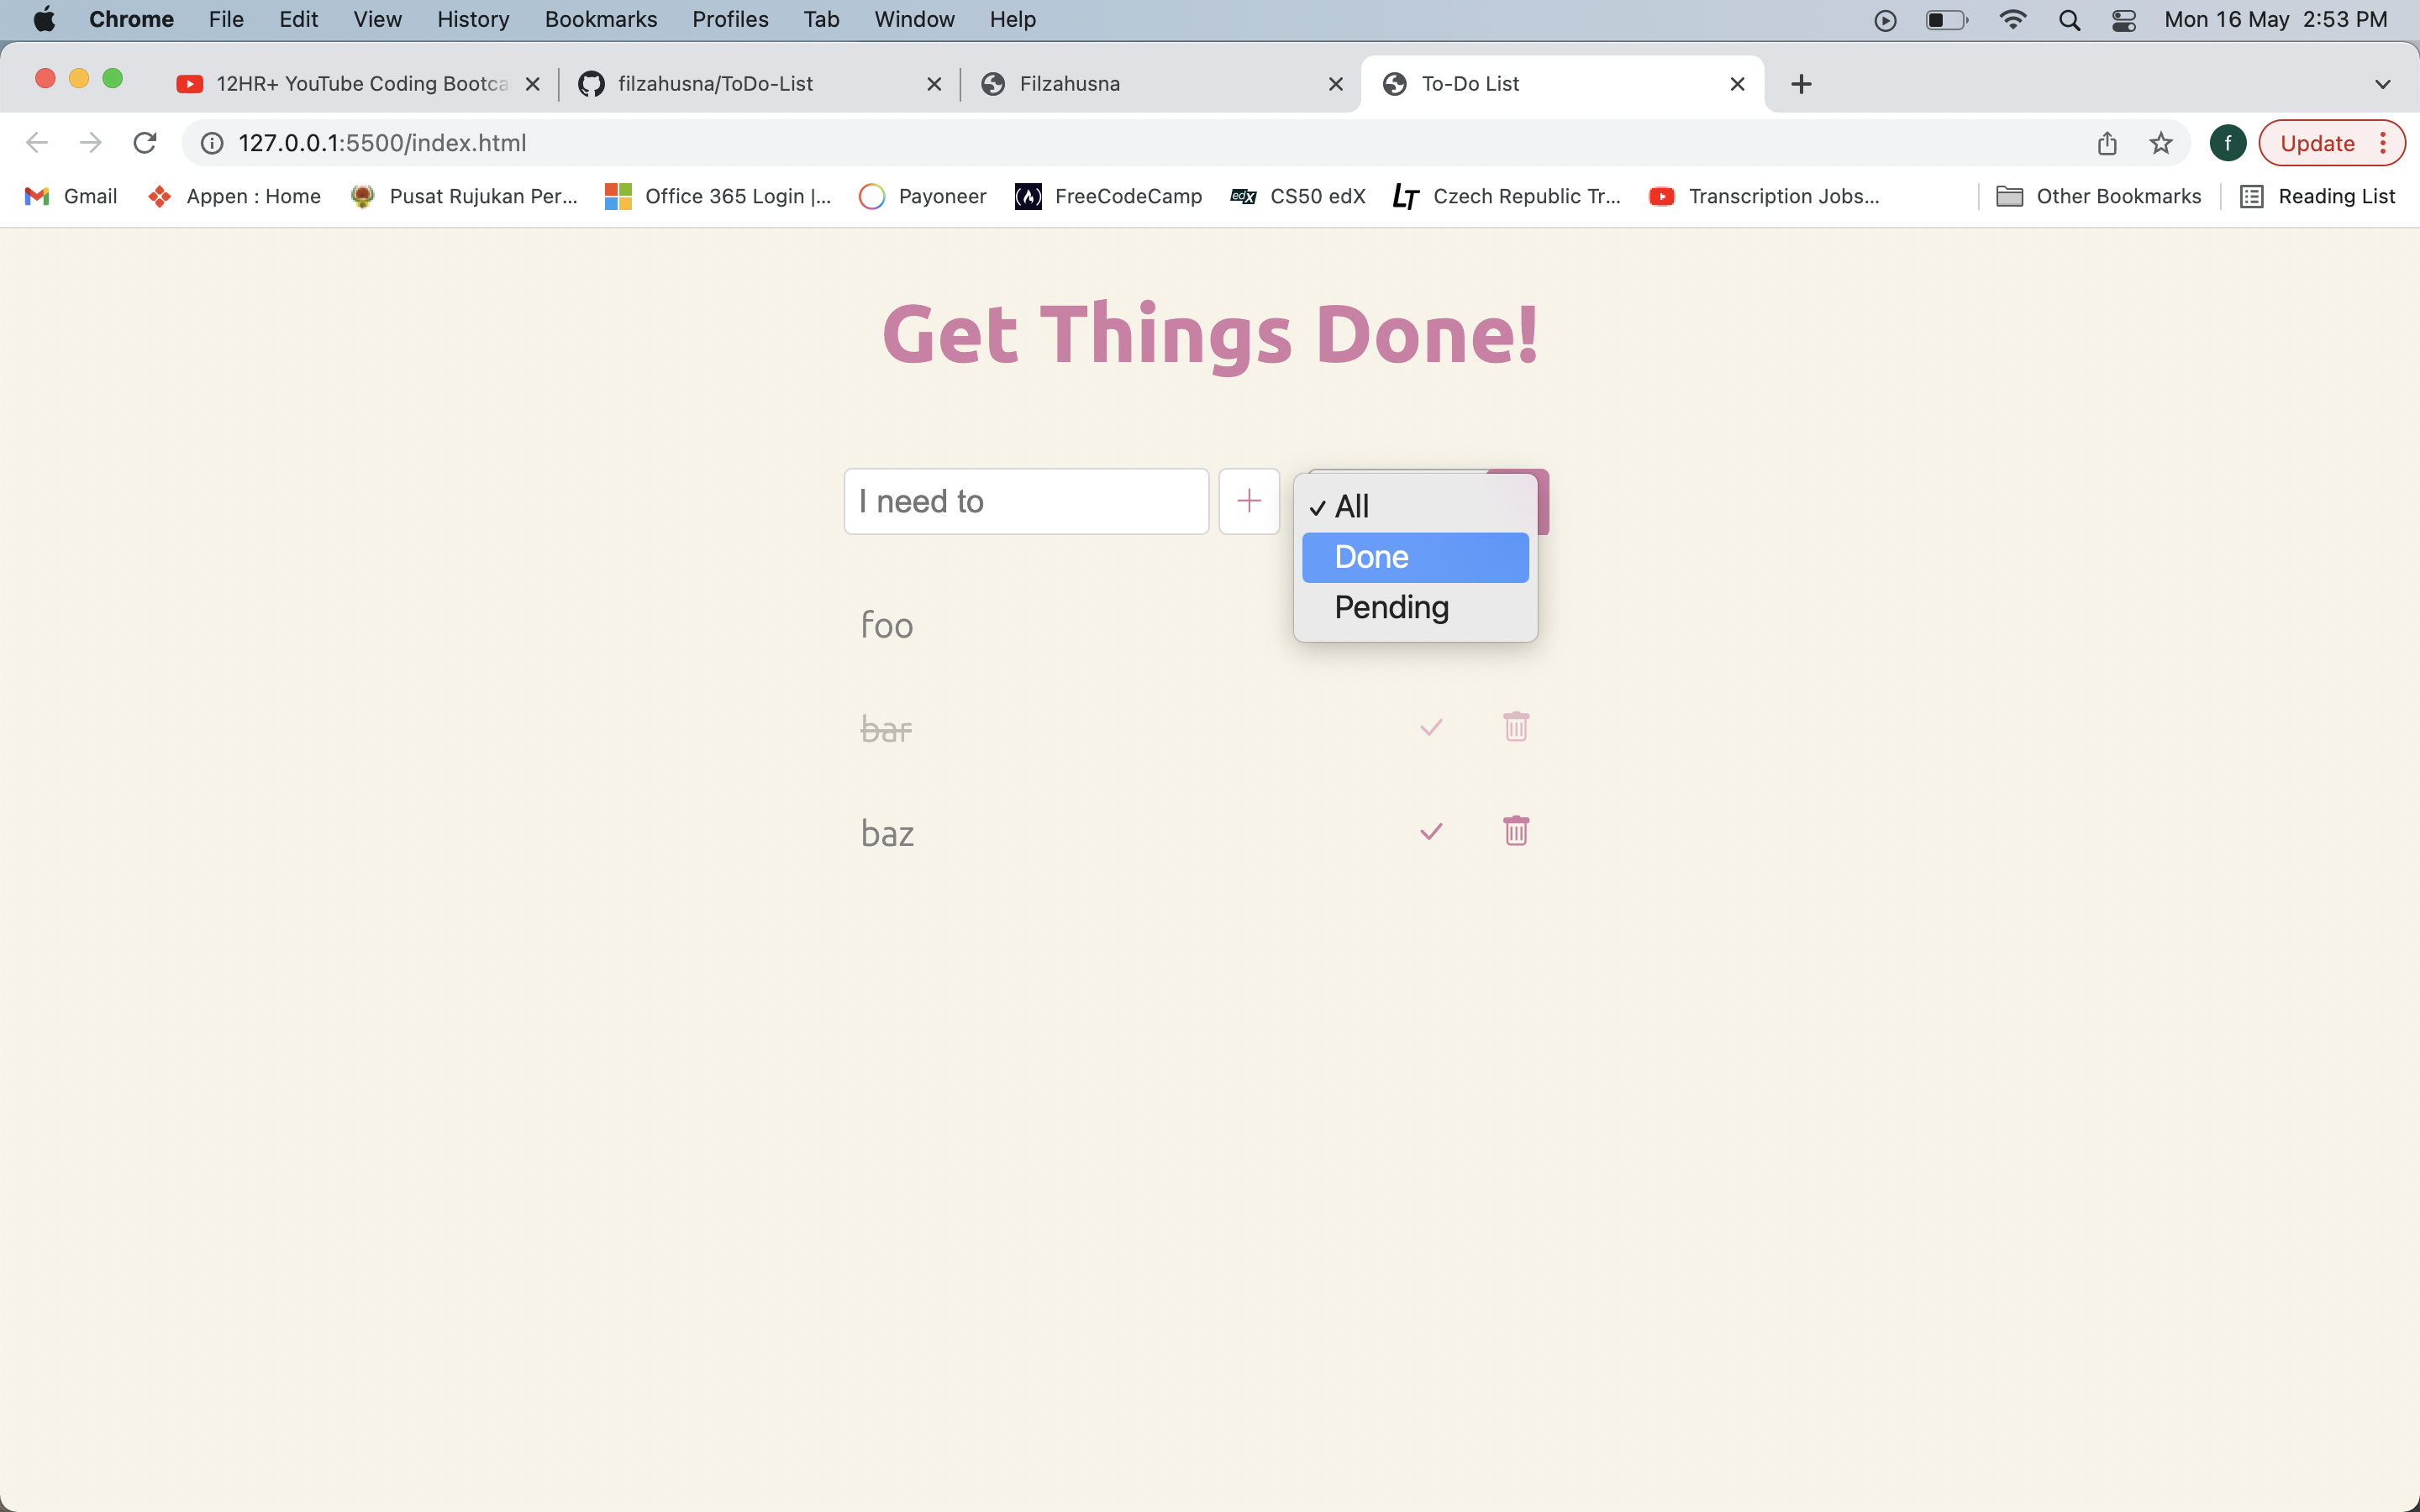 Chrome File Edit View History Bookmarks Profiles Tab Window Help Mon 16 May 2:53 PM
12HR+ YouTube Coding Bootca filzahusna/ToDo-List Filzahusna To-Do List
127.0.0.1:5500/index.html f Update
Gmail Appen : Home Pusat Rujukan Per... Office 365 Login |... Payoneer FreeCodeCamp edX CS50 edX LT Czech Republic Tr... Transcription Jobs... Other Bookmarks Reading List
Get Things Done!
I need to
All
Done
Pending
foo
bar
baz